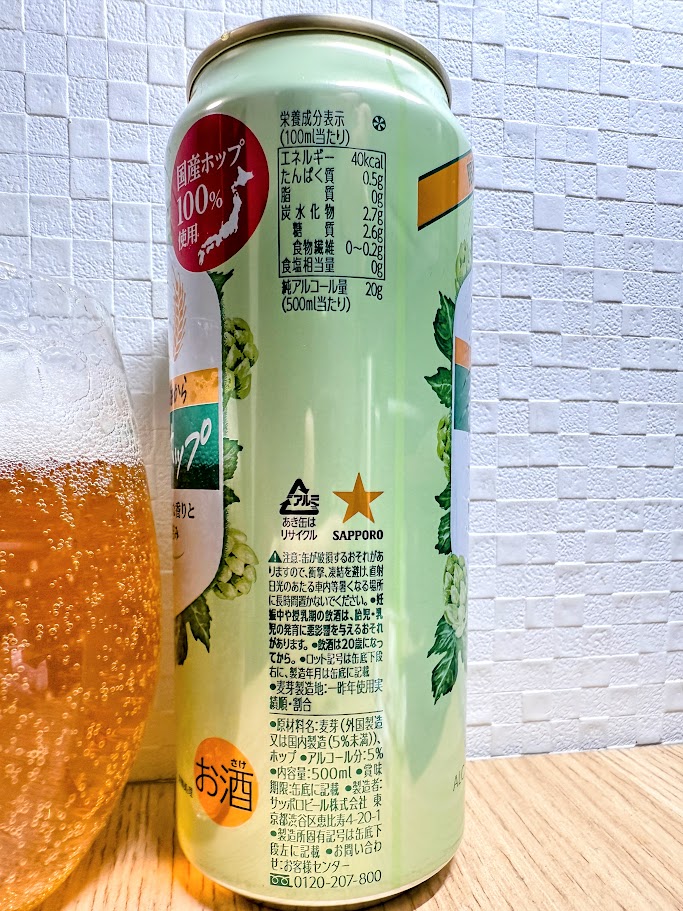 国産ホップ
100%
使用
栄養成分表示
(100ml当たり)
エネルギー 40kcal
たんぱく質 0.5g
脂質 0g
炭水化物 2.7g
糖質 2.6g
食物繊維 0〜0.2g
食塩相当量 0g
純アルコール量 20g
(500ml当たり)
から
ップ
香りと
アルミ
あき缶は
リサイクル
SAPPORO
注意:缶が破損するおそれがあ
りますので、衝撃、凍結を避け、直射
日光のあたる車内等暑くなる場所
に長時間置かないでください。●妊
娠中や授乳期の飲酒は、胎児・乳
児の発育に悪影響を与えるおそれ
があります。●飲酒は20歳になっ
てから。●ロット記号は缶底下段
右に、製造年月は缶底に記載
●麦芽製造地:一昨年使用実
績順・割合
●原材料名:麦芽(外国製造
又は国内製造(5%未満))、
ホップ ●アルコール分:5%
●内容量:500ml ●賞味
期限:缶底に記載 ●製造者:
サッポロビール株式会社 東
京都渋谷区恵比寿4-20-1
●製造所固有記号は缶底下
段左に記載 ●お問い合わ
せ:お客様センター
0120-207-800
さけ
お酒